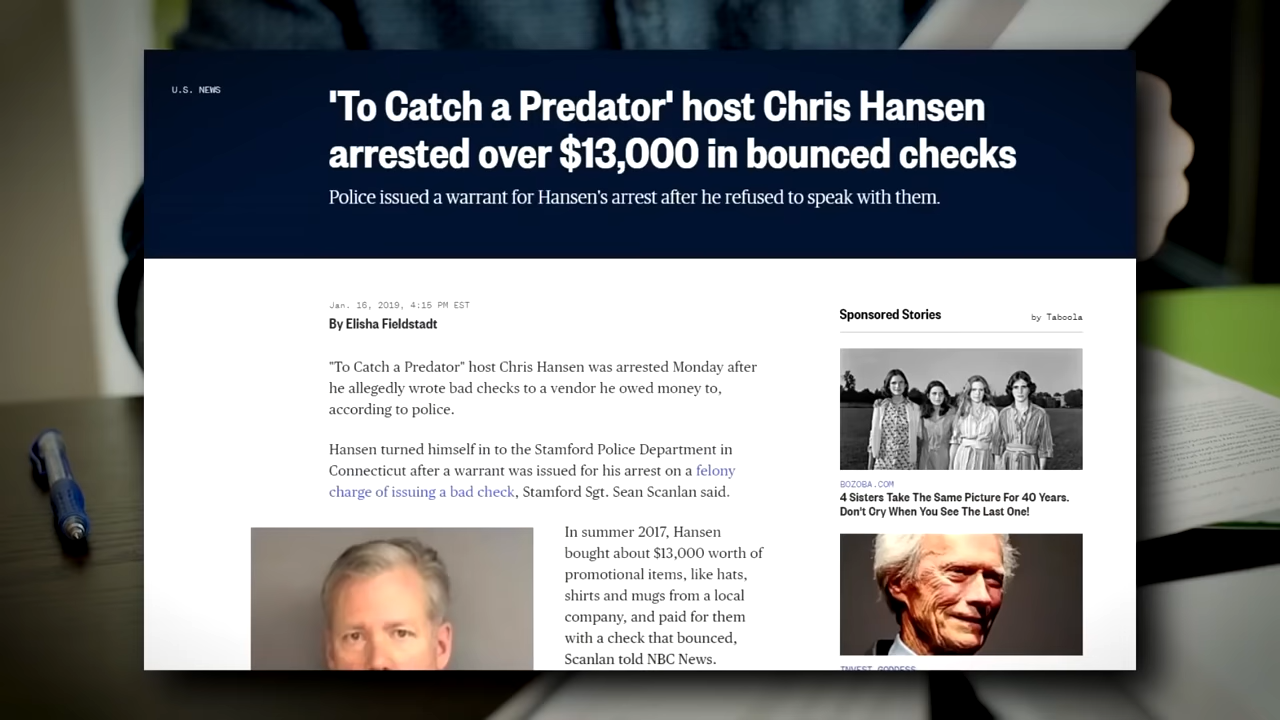 U.S. NEWS
'To Catch a Predator' host Chris Hansen
arrested over $13,000 in bounced checks
Police issued a warrant for Hansen's arrest after he refused to speak with them.
Jan. 16, 2019, 4:15 PM EST
By Elisha Fieldstadt
"To Catch a Predator" host Chris Hansen was arrested Monday after
he allegedly wrote bad checks to a vendor he owed money to,
according to police.
Hansen turned himself in to the Stamford Police Department in
Connecticut after a warrant was issued for his arrest on a felony
charge of issuing a bad check, Stamford Sgt. Sean Scanlan said.
In summer 2017, Hansen
bought about $13,000 worth of
promotional items, like hats,
shirts and mugs from a local
company, and paid for them
with a check that bounced,
Scanlan told NBC News.
Sponsored Stories
by Taboola
BOZOBA.COM
4 Sisters Take The Same Picture For 40 Years.
Don't Cry When You See The Last One!
INVEST GODDESS